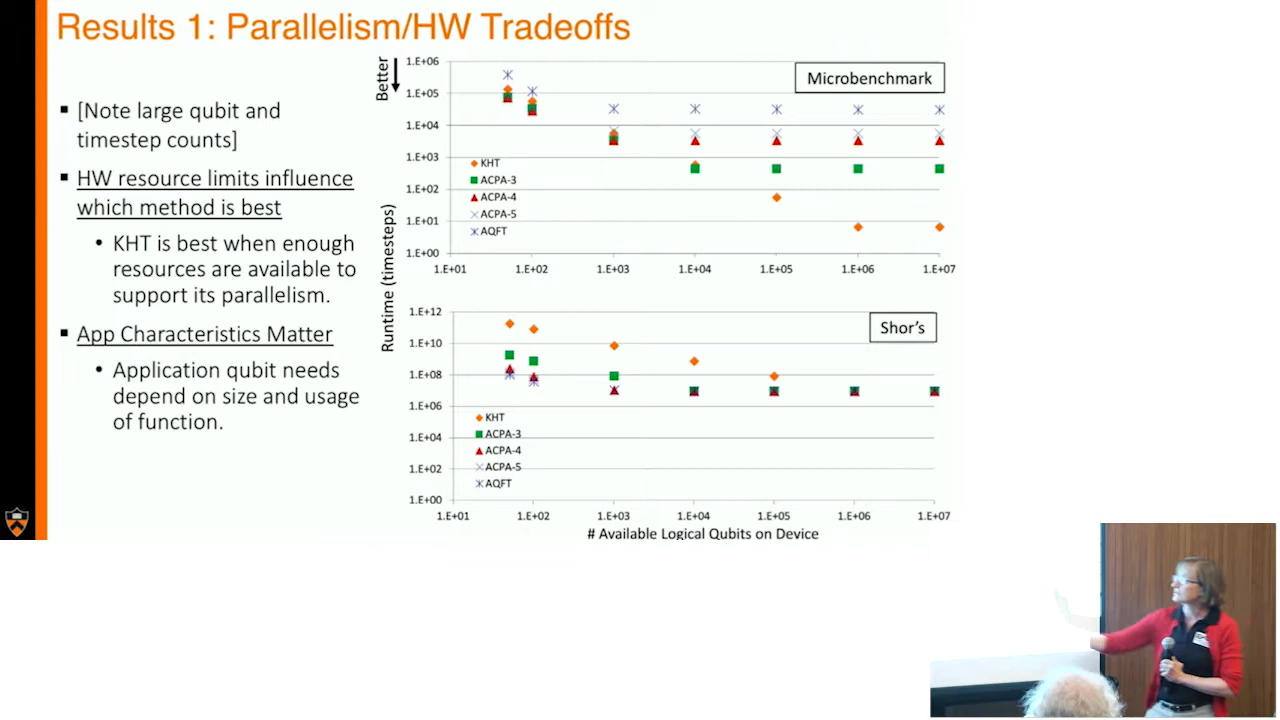 Results 1: Parallelism/HW Tradeoffs
[Note large qubit and
timestep counts]
HW resource limits influence
which method is best
KHT is best when enough
resources are available to
support its parallelism.
App Characteristics Matter
Application qubit needs
depend on size and usage
of function.
Better
Runtime (timesteps)
Microbenchmark
1.E+06
1.E+05
1.E+04
1.E+03
1.E+02
1.E+01
1.E+00
KHT
ACPA-3
ACPA-4
ACPA-5
AQFT
1.E+01 1.E+02 1.E+03 1.E+04 1.E+05 1.E+06 1.E+07
Shor's
1.E+12
1.E+10
1.E+08
1.E+06
1.E+04
1.E+02
1.E+00
KHT
ACPA-3
ACPA-4
ACPA-5
AQFT
1.E+01 1.E+02 1.E+03 1.E+04 1.E+05 1.E+06 1.E+07
# Available Logical Qubits on Device